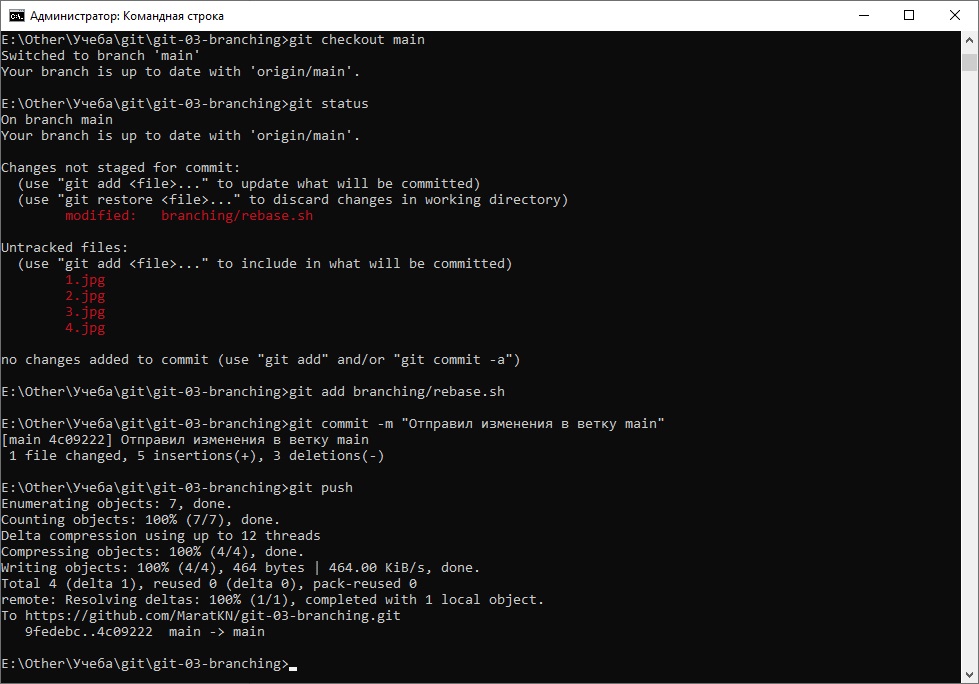 Администратор: Командная строка
E:\Other\Учеба\git\git-03-branching>git checkout main
Switched to branch 'main'
Your branch is up to date with 'origin/main'.
E:\Other\Учеба\git\git-03-branching>git status
On branch main
Your branch is up to date with 'origin/main'.
Changes not staged for commit:
  (use "git add <file>..." to update what will be committed)
  (use "git restore <file>..." to discard changes in working directory)
        modified:   branching/rebase.sh
Untracked files:
  (use "git add <file>..." to include in what will be committed)
        1.jpg
        2.jpg
        3.jpg
        4.jpg
no changes added to commit (use "git add" and/or "git commit -a")
E:\Other\Учеба\git\git-03-branching>git add branching/rebase.sh
E:\Other\Учеба\git\git-03-branching>git commit -m "Отправил изменения в ветку main"
[main 4c09222] Отправил изменения в ветку main
 1 file changed, 5 insertions(+), 3 deletions(-)
E:\Other\Учеба\git\git-03-branching>git push
Enumerating objects: 7, done.
Counting objects: 100% (7/7), done.
Delta compression using up to 12 threads
Compressing objects: 100% (4/4), done.
Writing objects: 100% (4/4), 464 bytes | 464.00 KiB/s, done.
Total 4 (delta 1), reused 0 (delta 0), pack-reused 0
remote: Resolving deltas: 100% (1/1), completed with 1 local object.
To https://github.com/MaratKN/git-03-branching.git
   9fedebc..4c09222  main -> main
E:\Other\Учеба\git\git-03-branching>